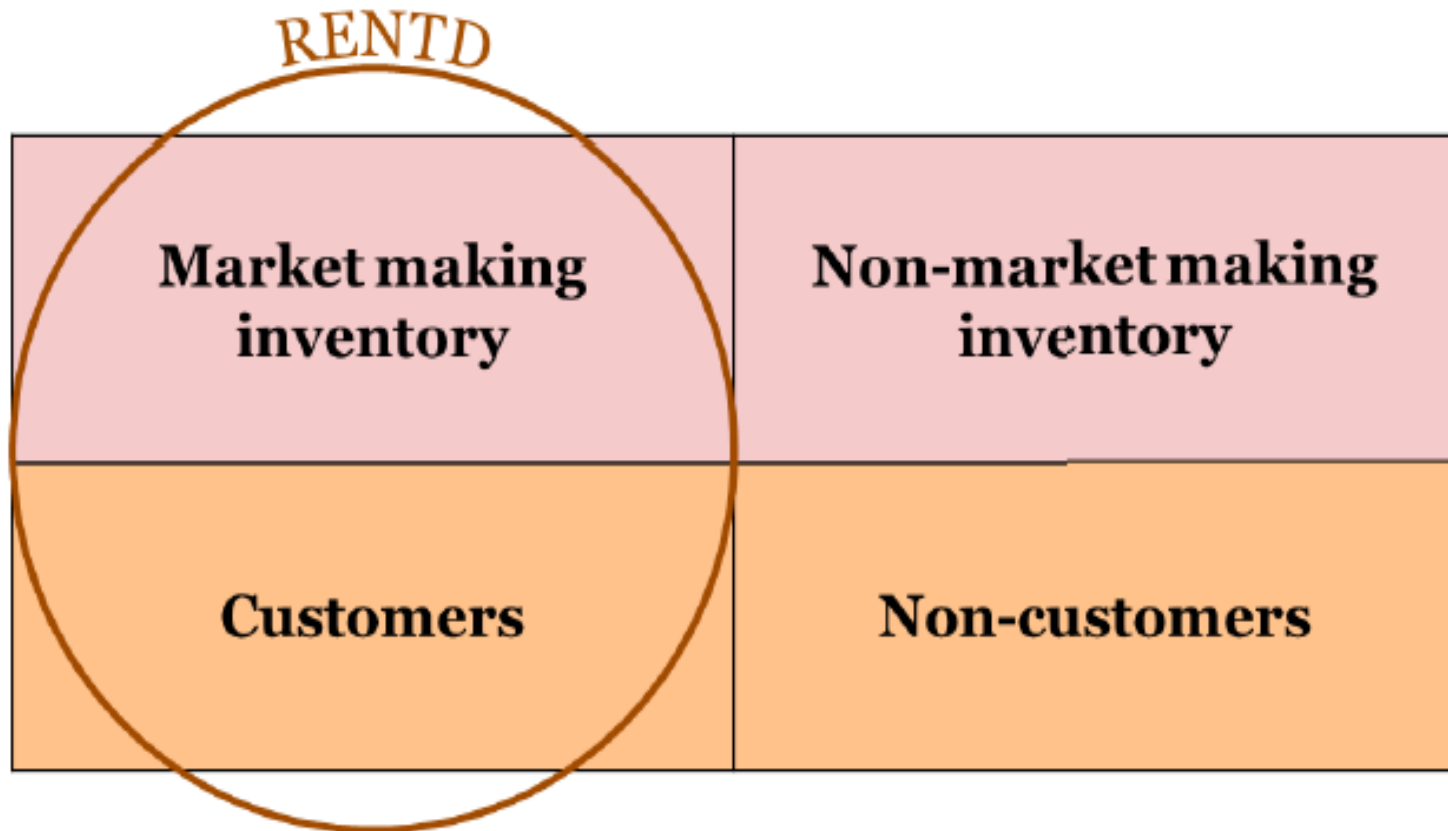 RENTD
Market making
inventory
Non-market making
inventory
Customers
Non-customers